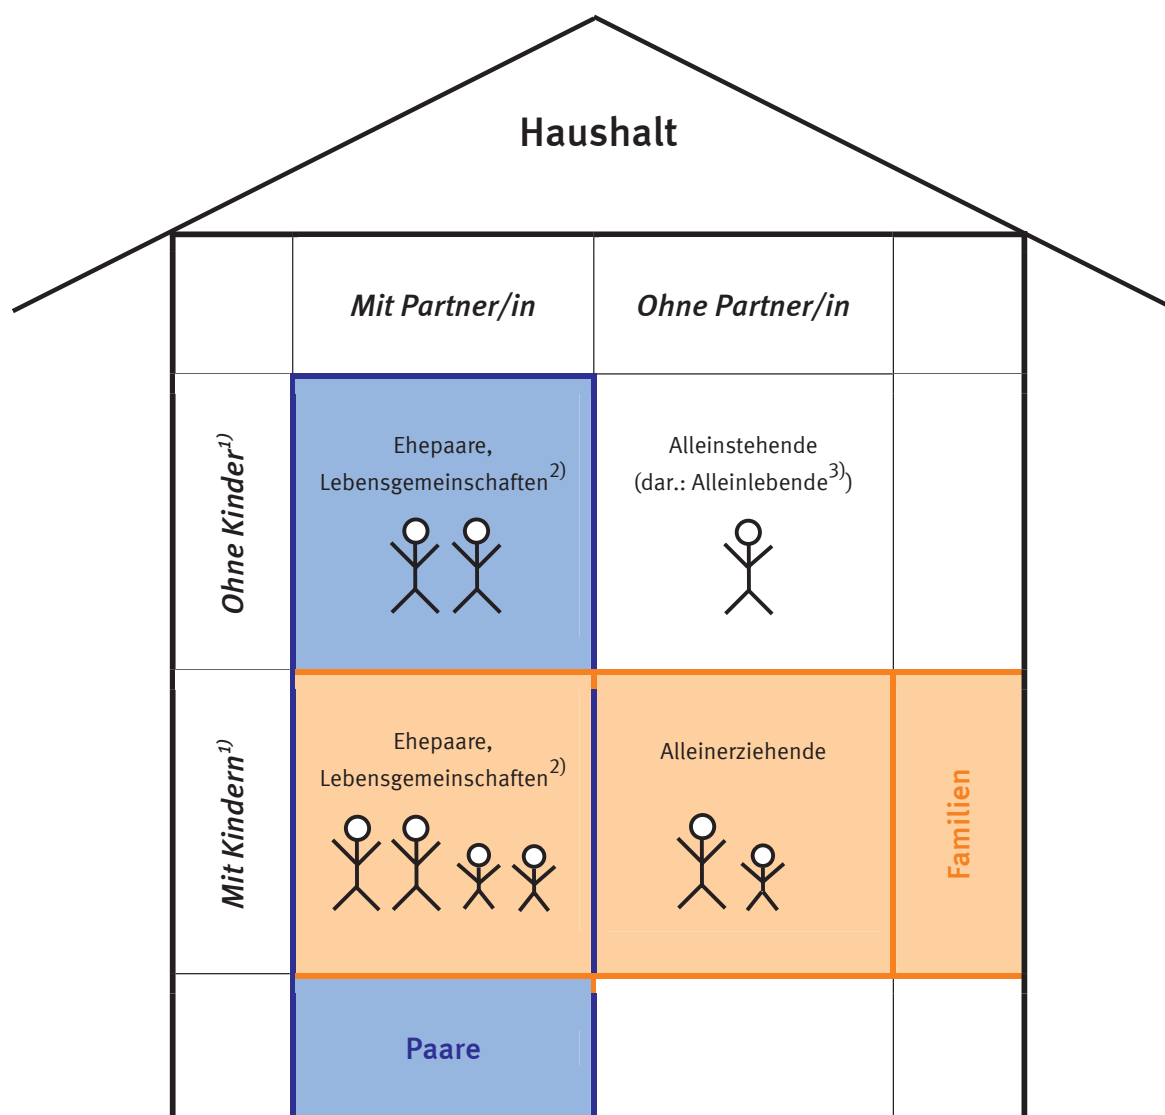 Haushalt
Mit Partner/in
Ohne Partner/in
Ohne Kinder1)
Ehepaare,
Lebensgemeinschaften2)
Alleinstehende
(dar.: Alleinlebende3))
Mit Kindern1)
Ehepaare,
Lebensgemeinschaften2)
Alleinerziehende
Familien
Paare